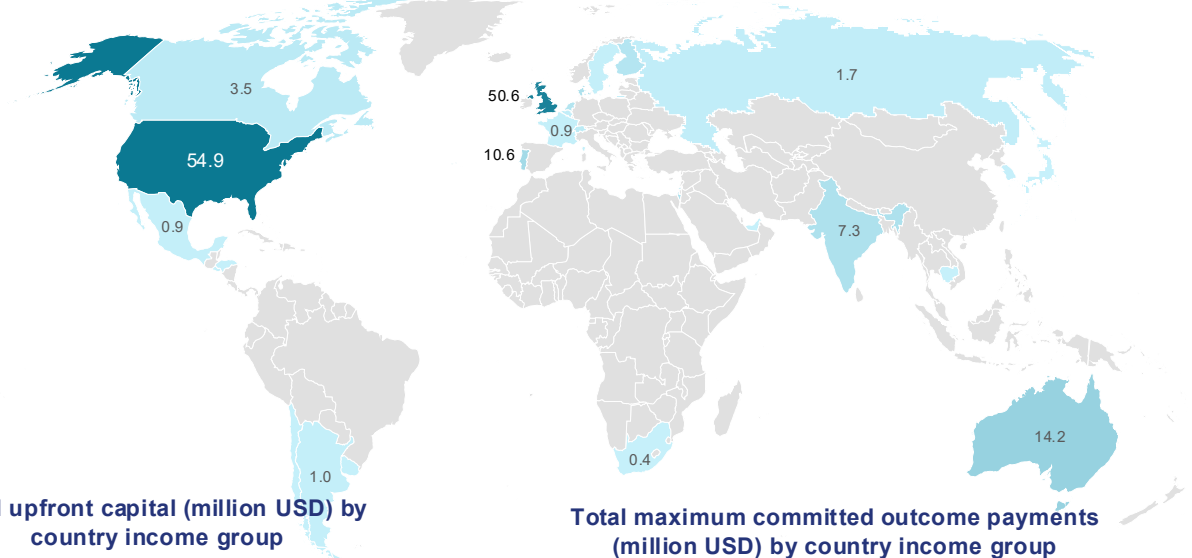 3.5
1.7
50.6
0.9
54.9
10.6
0.9
7.3
14.2
0.4
1.0
upfront capital (million USD) by
country income group
Total maximum committed outcome payments
(million USD) by country income group